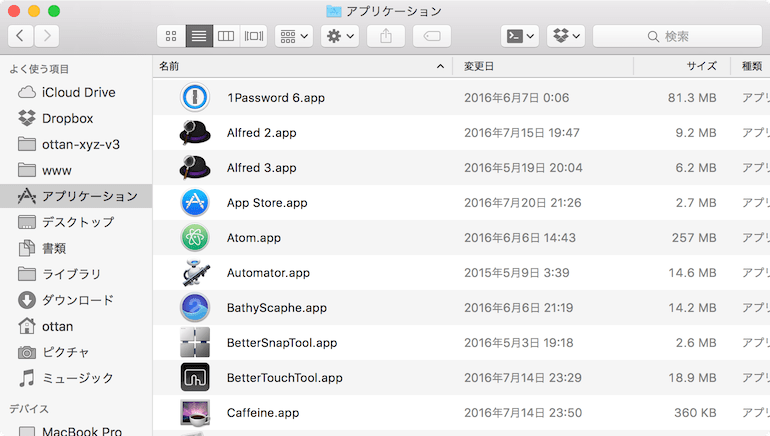 アプリケーション
検索
よく使う項目
iCloud Drive
Dropbox
ottan-xyz-v3
www
アプリケーション
デスクトップ
書類
ライブラリ
ダウンロード
ottan
ピクチャ
ミュージック
デバイス
MacBook Pro
名前 変更日 サイズ 種類
1Password 6.app 2016年6月7日 0:06 81.3 MB アプリ
Alfred 2.app 2016年7月15日 19:47 9.2 MB アプリ
Alfred 3.app 2016年5月19日 20:04 6.2 MB アプリ
App Store.app 2016年7月20日 21:26 2.7 MB アプリ
Atom.app 2016年6月6日 14:43 257 MB アプリ
Automator.app 2015年5月9日 3:39 14.6 MB アプリ
BathyScaphe.app 2016年6月6日 21:19 14.2 MB アプリ
BetterSnapTool.app 2016年5月3日 19:18 2.6 MB アプリ
BetterTouchTool.app 2016年7月14日 23:29 18.9 MB アプリ
Caffeine.app 2016年7月14日 23:50 360 KB アプリ